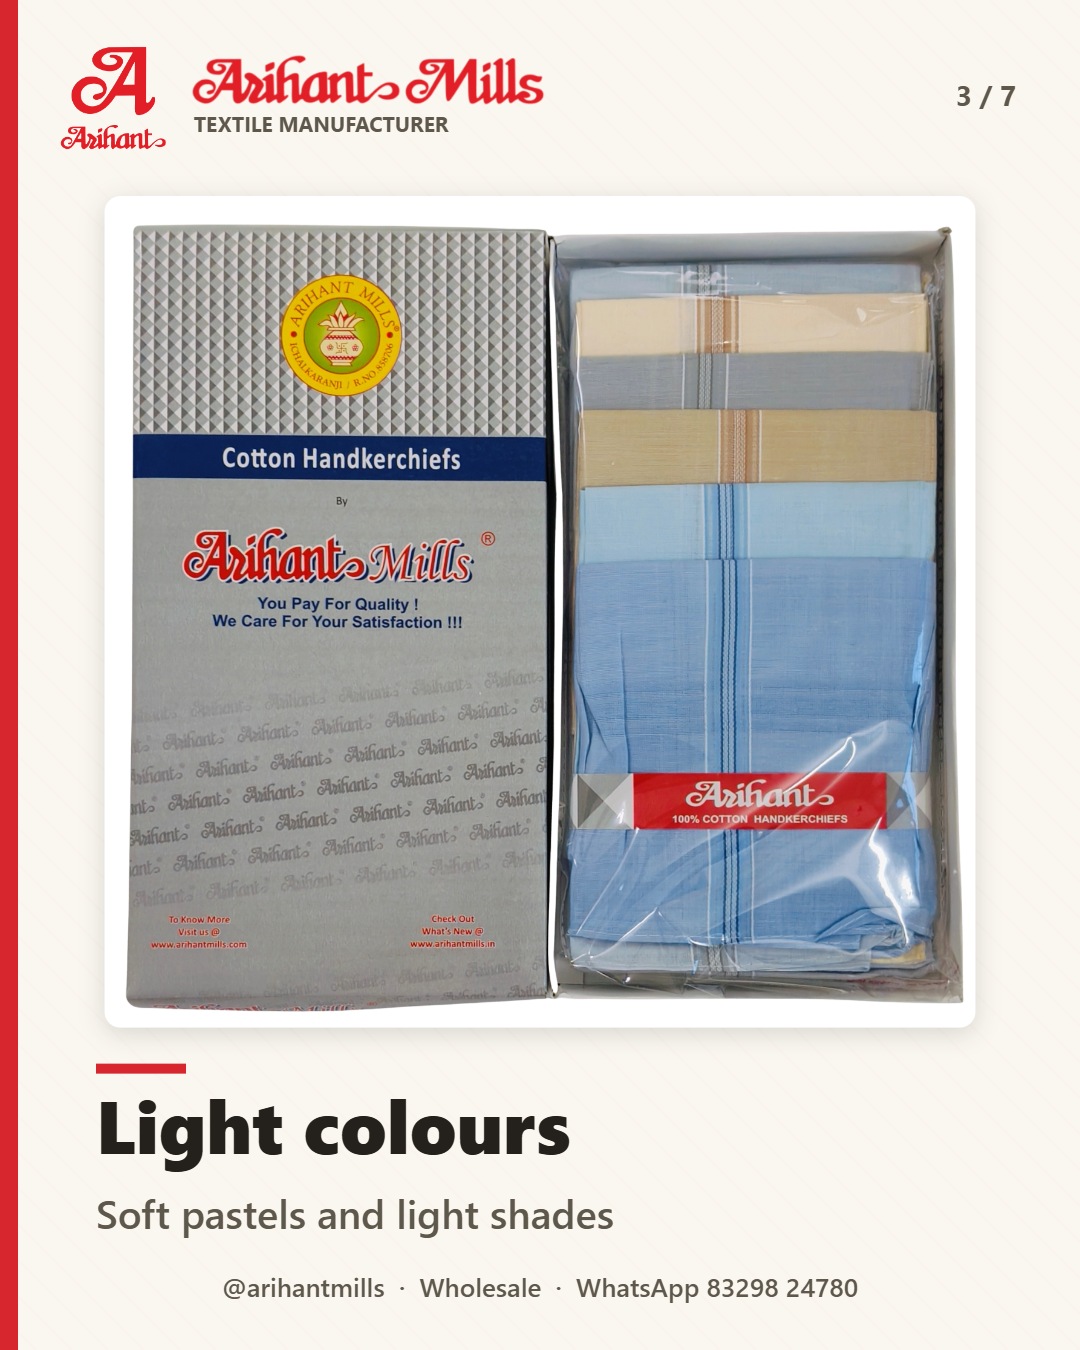 A
Arihant
Arihant Mills
TEXTILE MANUFACTURER
3 / 7
ARIHANT MILLS ®
ICHALKARANJI / R.NO 858706
Cotton Handkerchiefs
By
Arihant Mills ®
You Pay For Quality !
We Care For Your Satisfaction !!!
To Know More
Visit us @
www.arihantmills.com
Check Out
What's New @
www.arihantmills.in
Arihant
100% COTTON HANDKERCHIEFS
Light colours
Soft pastels and light shades
@arihantmills · Wholesale · WhatsApp 83298 24780